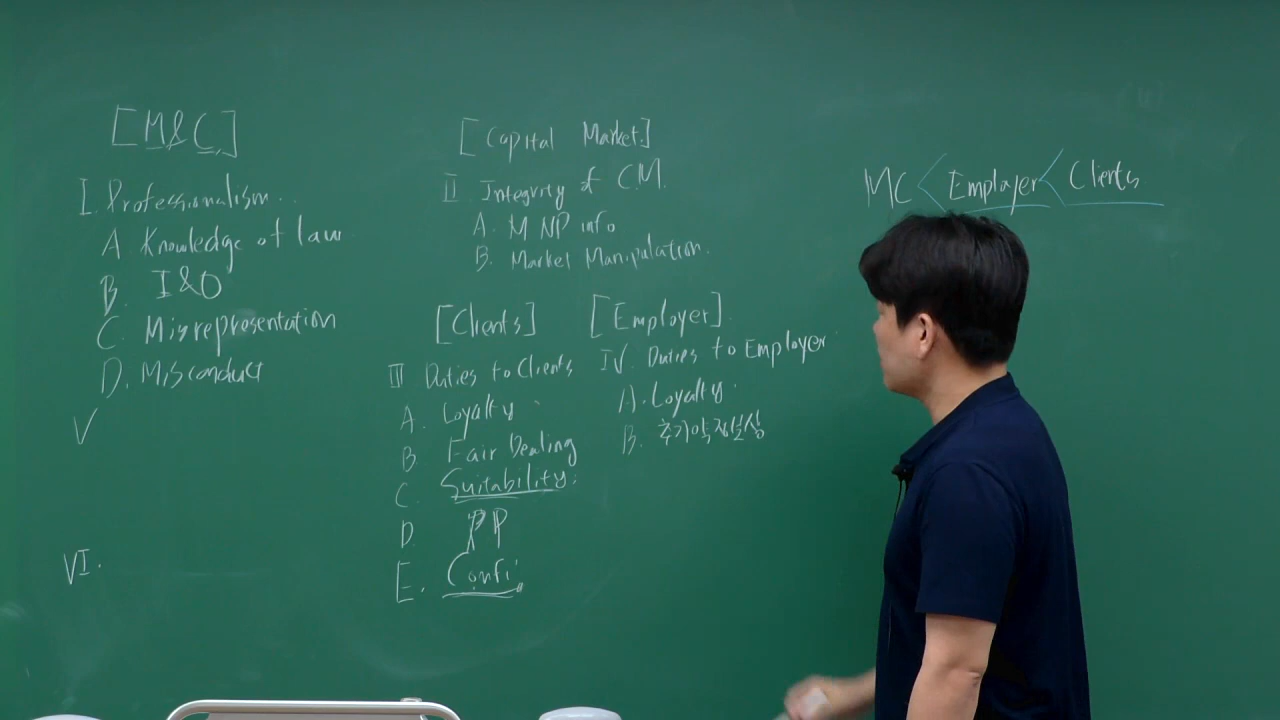 [M&C]
I. Professionalism..
A Knowledge of law
B. I&O
C. Misrepresentation
D. Misconduct
V
VI.
[Capital Market]
II Integrity of C.M.
A. M NP info
B. Market Manipulation.
[Clients]
III Duties to Clients
A. Loyalty
B Fair Dealing
C. Suitability.
D. PP
E. Confi.
[Employer].
IV. Duties to Employer
A. Loyalty.
B. 추가약정보상
MC < Employer < Clients